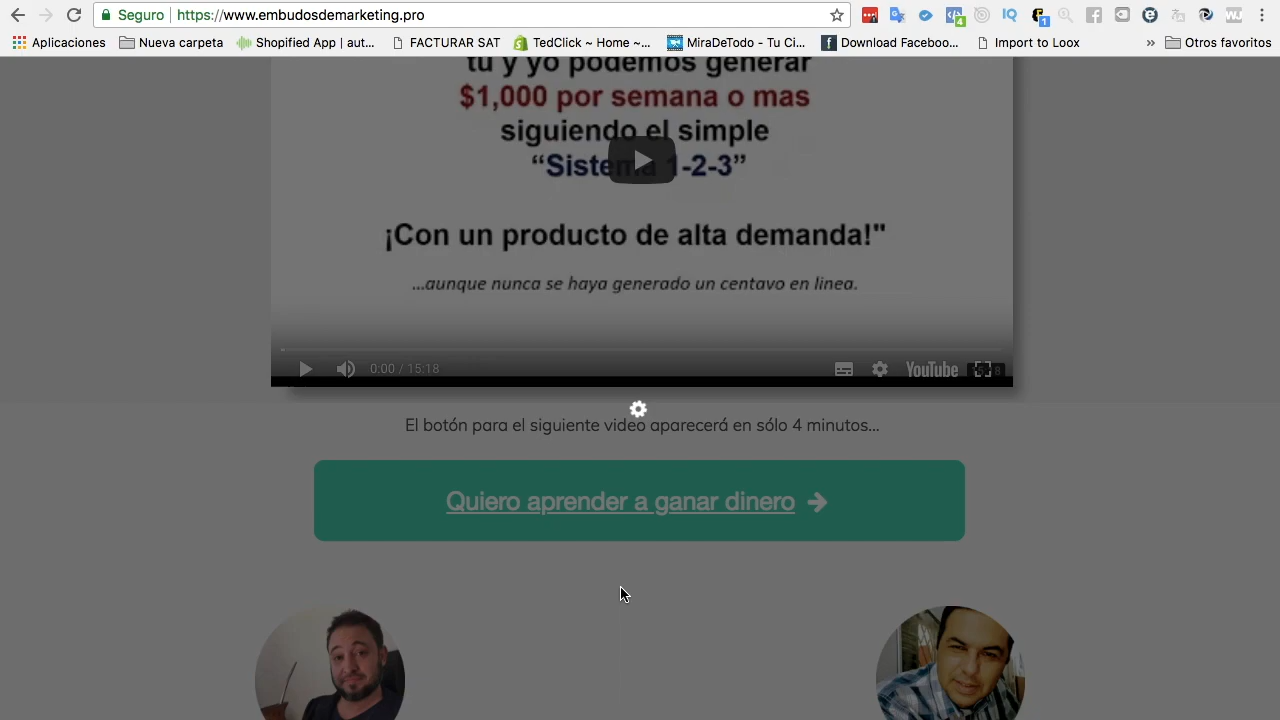 Seguro
https://www.embudosdemarketing.pro
4
1
Aplicaciones
Nueva carpeta
Shopified App | aut...
FACTURAR SAT
TedClick ~ Home ~...
MiraDeTodo - Tu Ci...
Download Faceboo...
Import to Loox
»
Otros favoritos
tú y yo podemos generar
$1,000 por semana o mas
siguiendo el simple
“Sistema 1-2-3”
¡Con un producto de alta demanda!"
...aunque nunca se haya generado un centavo en linea.
0:00 / 15:18
YouTube
El botón para el siguiente video aparecerá en sólo 4 minutos...
Quiero aprender a ganar dinero →